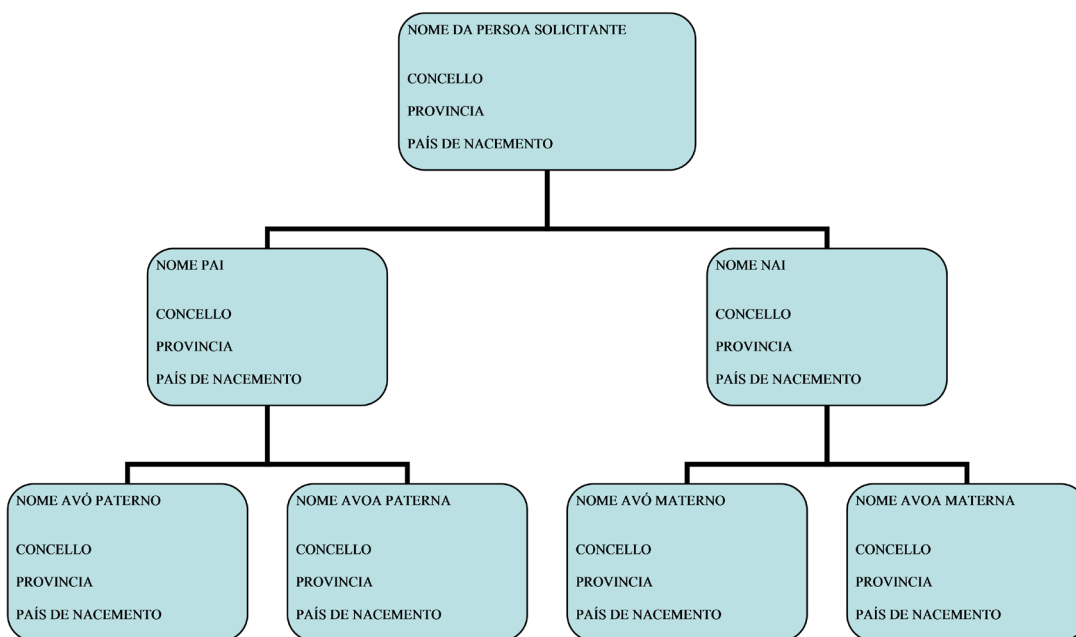 NOME DA PERSOA SOLICITANTE
CONCELLO
PROVINCIA
PAÍS DE NACEMENTO
NOME PAI
CONCELLO
PROVINCIA
PAÍS DE NACEMENTO
NOME NAI
CONCELLO
PROVINCIA
PAÍS DE NACEMENTO
NOME AVÓ PATERNO
CONCELLO
PROVINCIA
PAÍS DE NACEMENTO
NOME AVOA PATERNA
CONCELLO
PROVINCIA
PAÍS DE NACEMENTO
NOME AVÓ MATERNO
CONCELLO
PROVINCIA
PAÍS DE NACEMENTO
NOME AVOA MATERNA
CONCELLO
PROVINCIA
PAÍS DE NACEMENTO